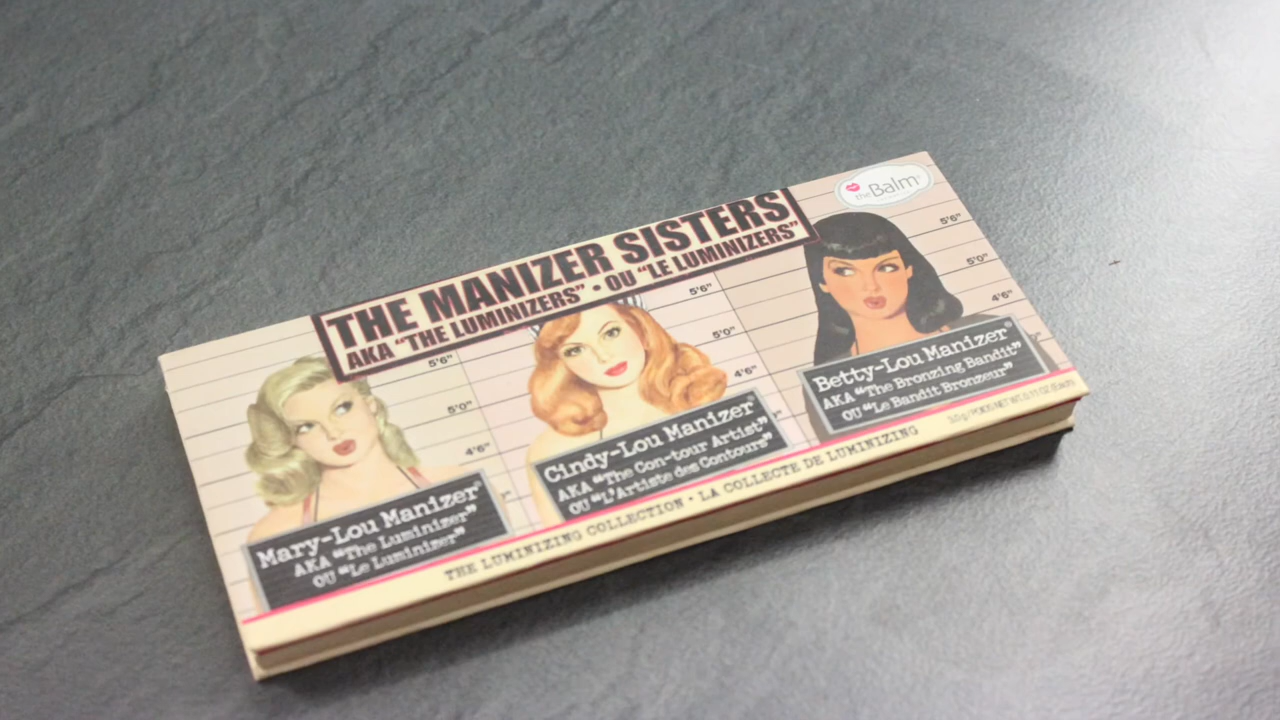 theBalm®
THE MANIZER SISTERS
AKA "THE LUMINIZERS" • OU "LE LUMINIZERS"
5'6"
5'0"
4'6"
Mary-Lou Manizer®
AKA "The Luminizer"
OU "Le Luminizer"
5'6"
5'0"
4'6"
Cindy-Lou Manizer®
AKA "The Con-tour Artist"
OU "L'Artiste des Contours"
5'6"
5'0"
4'6"
Betty-Lou Manizer®
AKA "The Bronzing Bandit"
OU "Le Bandit Bronzeur"
THE LUMINIZING COLLECTION • LA COLLECTE DE LUMINIZING